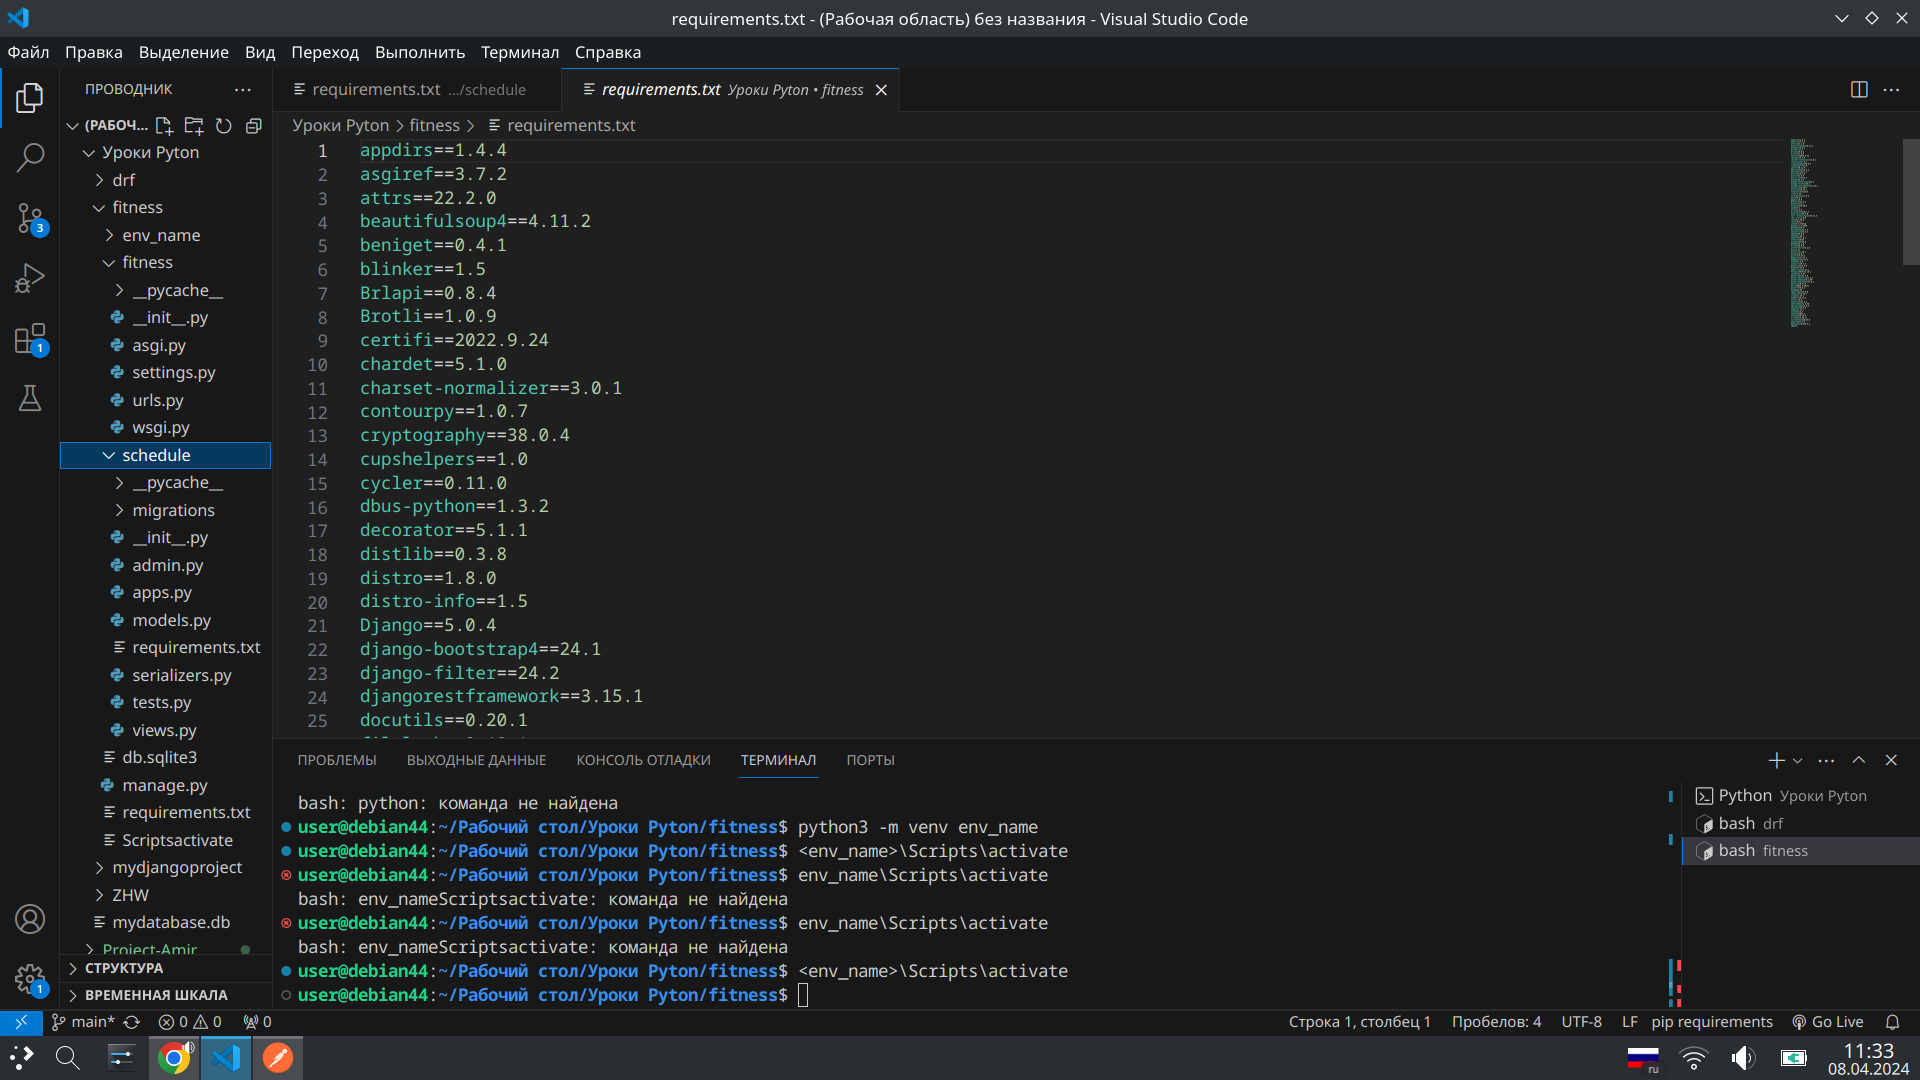 requirements.txt - (Рабочая область) без названия - Visual Studio Code
Файл Правка Выделение Вид Переход Выполнить Терминал Справка
ПРОВОДНИК
(РАБОЧ...
Уроки Pyton
drf
fitness
env_name
fitness
__pycache__
__init__.py
asgi.py
settings.py
urls.py
wsgi.py
schedule
__pycache__
migrations
__init__.py
admin.py
apps.py
models.py
requirements.txt
serializers.py
tests.py
views.py
db.sqlite3
manage.py
requirements.txt
Scriptsactivate
mydjangoproject
ZHW
mydatabase.db
Project-Amir
СТРУКТУРА
ВРЕМЕННАЯ ШКАЛА
3
1
1
requirements.txt .../schedule
requirements.txt Уроки Pyton • fitness
Уроки Pyton fitness requirements.txt
1 appdirs==1.4.4
2 asgiref==3.7.2
3 attrs==22.2.0
4 beautifulsoup4==4.11.2
5 beniget==0.4.1
6 blinker==1.5
7 Brlapi==0.8.4
8 Brotli==1.0.9
9 certifi==2022.9.24
10 chardet==5.1.0
11 charset-normalizer==3.0.1
12 contourpy==1.0.7
13 cryptography==38.0.4
14 cupshelpers==1.0
15 cycler==0.11.0
16 dbus-python==1.3.2
17 decorator==5.1.1
18 distlib==0.3.8
19 distro==1.8.0
20 distro-info==1.5
21 Django==5.0.4
22 django-bootstrap4==24.1
23 django-filter==24.2
24 djangorestframework==3.15.1
25 docutils==0.20.1
ПРОБЛЕМЫ ВЫХОДНЫЕ ДАННЫЕ КОНСОЛЬ ОТЛАДКИ ТЕРМИНАЛ ПОРТЫ
bash: python: команда не найдена
user@debian44:~/Рабочий стол/Уроки Pyton/fitness$ python3 -m venv env_name
user@debian44:~/Рабочий стол/Уроки Pyton/fitness$ <env_name>\Scripts\activate
user@debian44:~/Рабочий стол/Уроки Pyton/fitness$ env_name\Scripts\activate
bash: env_nameScriptsactivate: команда не найдена
user@debian44:~/Рабочий стол/Уроки Pyton/fitness$ env_name\Scripts\activate
bash: env_nameScriptsactivate: команда не найдена
user@debian44:~/Рабочий стол/Уроки Pyton/fitness$ <env_name>\Scripts\activate
user@debian44:~/Рабочий стол/Уроки Pyton/fitness$
Python Уроки Pyton
bash drf
bash fitness
main* 0 0 0
Строка 1, столбец 1 Пробелов: 4 UTF-8 LF pip requirements Go Live
ru
11:33
08.04.2024